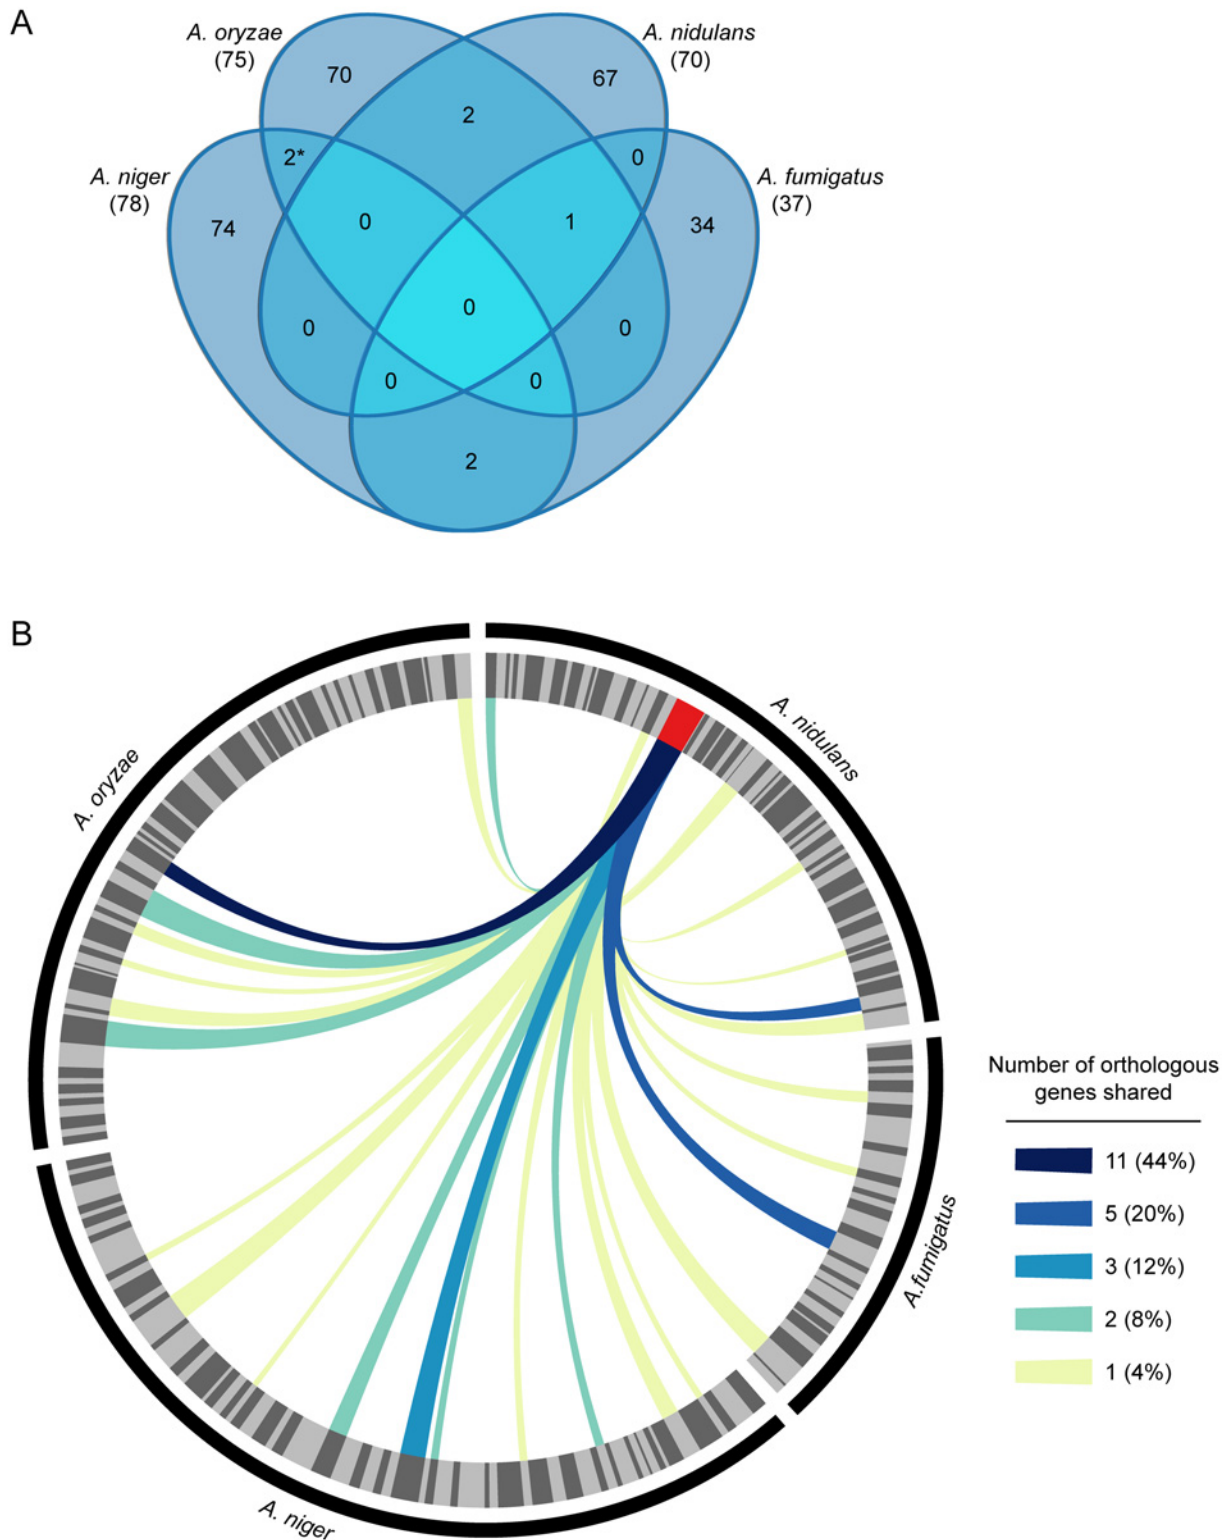 A
A. oryzae
(75)
A. nidulans
(70)
70
67
2
2*
0
A. niger
(78)
A. fumigatus
(37)
74
0
1
34
0
0
0
0
0
2
B
A. oryzae
A. nidulans
A.fumigatus
A. niger
Number of orthologous
genes shared
11 (44%)
5 (20%)
3 (12%)
2 (8%)
1 (4%)